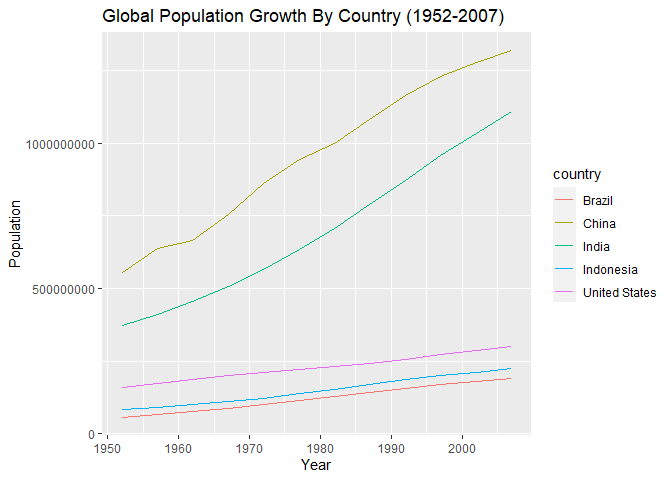 Global Population Growth By Country (1952-2007)
Population
1000000000
500000000
0
1950 1960 1970 1980 1990 2000
Year
country
Brazil
China
India
Indonesia
United States